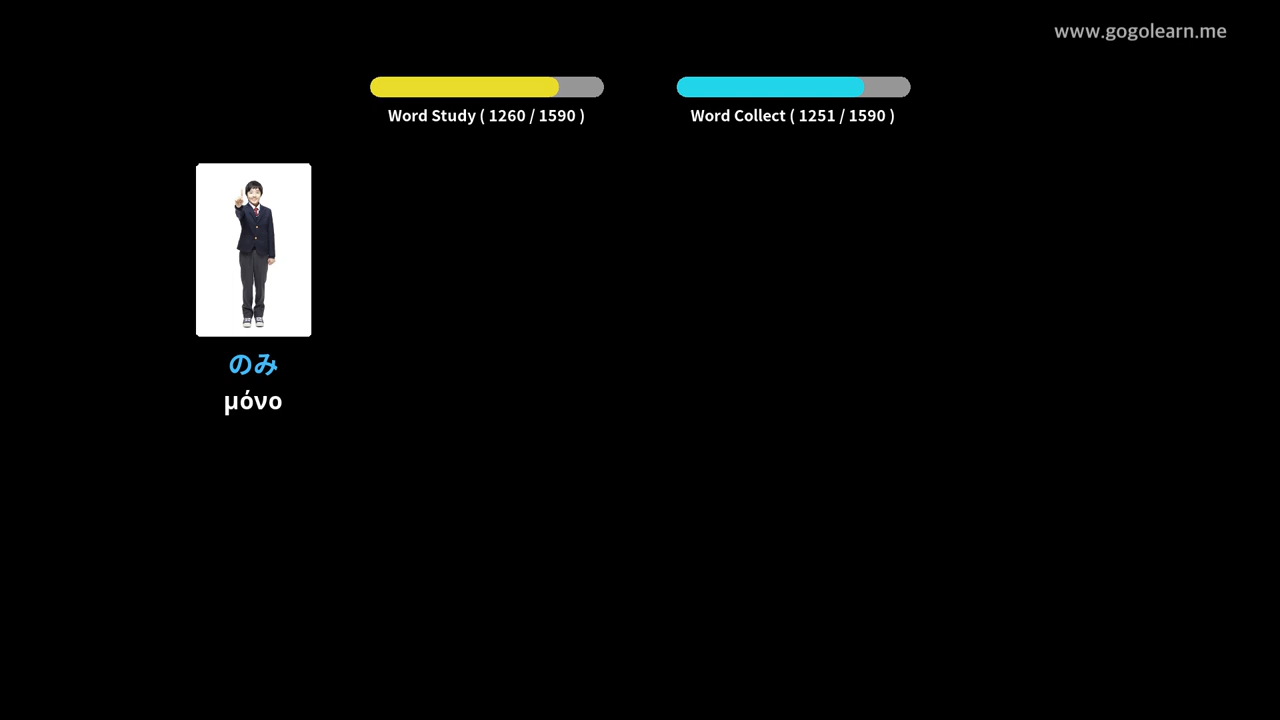 www.gogolearn.me
Word Study ( 1260 / 1590 )
Word Collect ( 1251 / 1590 )
のみ
μόνο